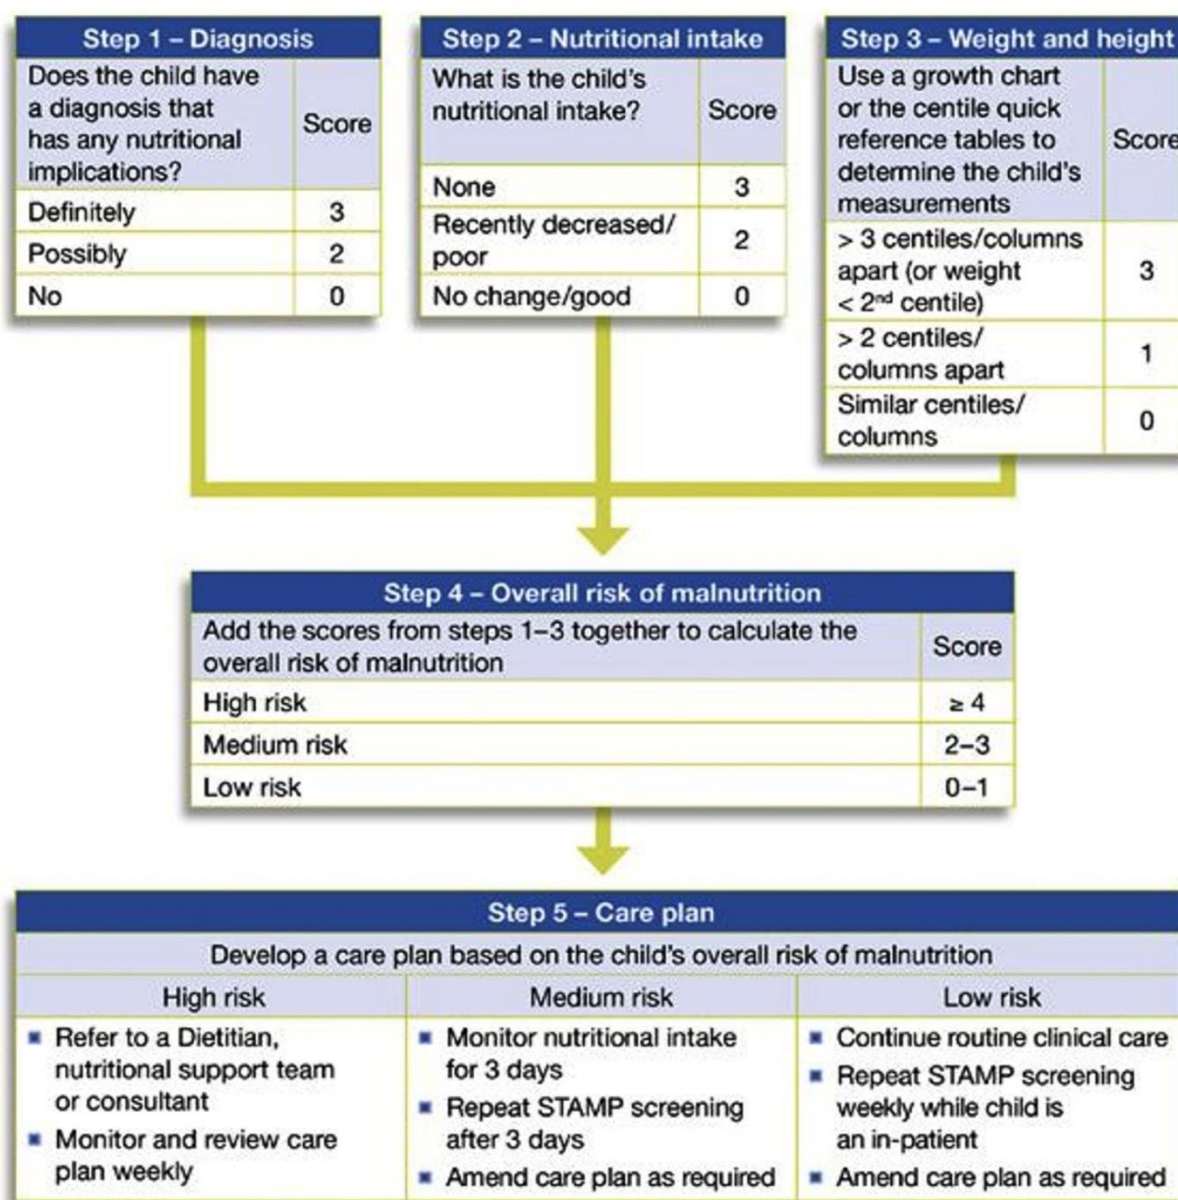 Step 1 – Diagnosis
Does the child have
a diagnosis that
has any nutritional
implications?
Score
Definitely 3
Possibly 2
No 0
Step 2 – Nutritional intake
What is the child's
nutritional intake?
Score
None 3
Recently decreased/
poor
2
No change/good 0
Step 3 – Weight and height
Use a growth chart
or the centile quick
reference tables to
determine the child's
measurements
Score
> 3 centiles/columns
apart (or weight
< 2nd centile)
3
> 2 centiles/
columns apart
1
Similar centiles/
columns
0
Step 4 – Overall risk of malnutrition
Add the scores from steps 1–3 together to calculate the
overall risk of malnutrition
Score
High risk ≥ 4
Medium risk 2–3
Low risk 0–1
Step 5 – Care plan
Develop a care plan based on the child's overall risk of malnutrition
High risk
▪ Refer to a Dietitian,
nutritional support team
or consultant
▪ Monitor and review care
plan weekly
Medium risk
▪ Monitor nutritional intake
for 3 days
▪ Repeat STAMP screening
after 3 days
▪ Amend care plan as required
Low risk
▪ Continue routine clinical care
▪ Repeat STAMP screening
weekly while child is
an in-patient
▪ Amend care plan as required